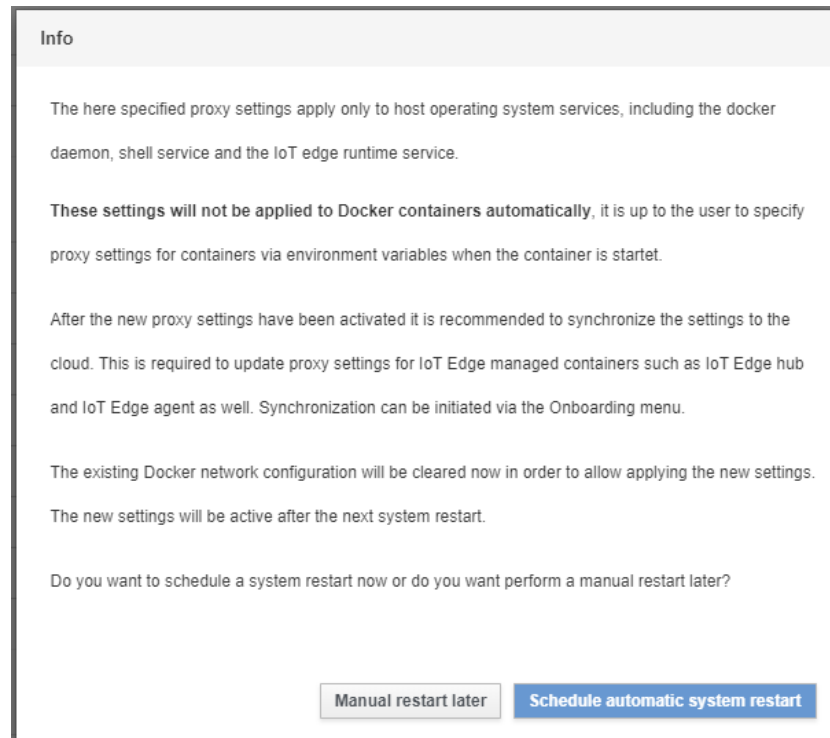 Info
The here specified proxy settings apply only to host operating system services, including the docker
daemon, shell service and the IoT edge runtime service.
These settings will not be applied to Docker containers automatically, it is up to the user to specify
proxy settings for containers via environment variables when the container is startet.
After the new proxy settings have been activated it is recommended to synchronize the settings to the
cloud. This is required to update proxy settings for IoT Edge managed containers such as IoT Edge hub
and IoT Edge agent as well. Synchronization can be initiated via the Onboarding menu.
The existing Docker network configuration will be cleared now in order to allow applying the new settings.
The new settings will be active after the next system restart.
Do you want to schedule a system restart now or do you want perform a manual restart later?
Manual restart later
Schedule automatic system restart